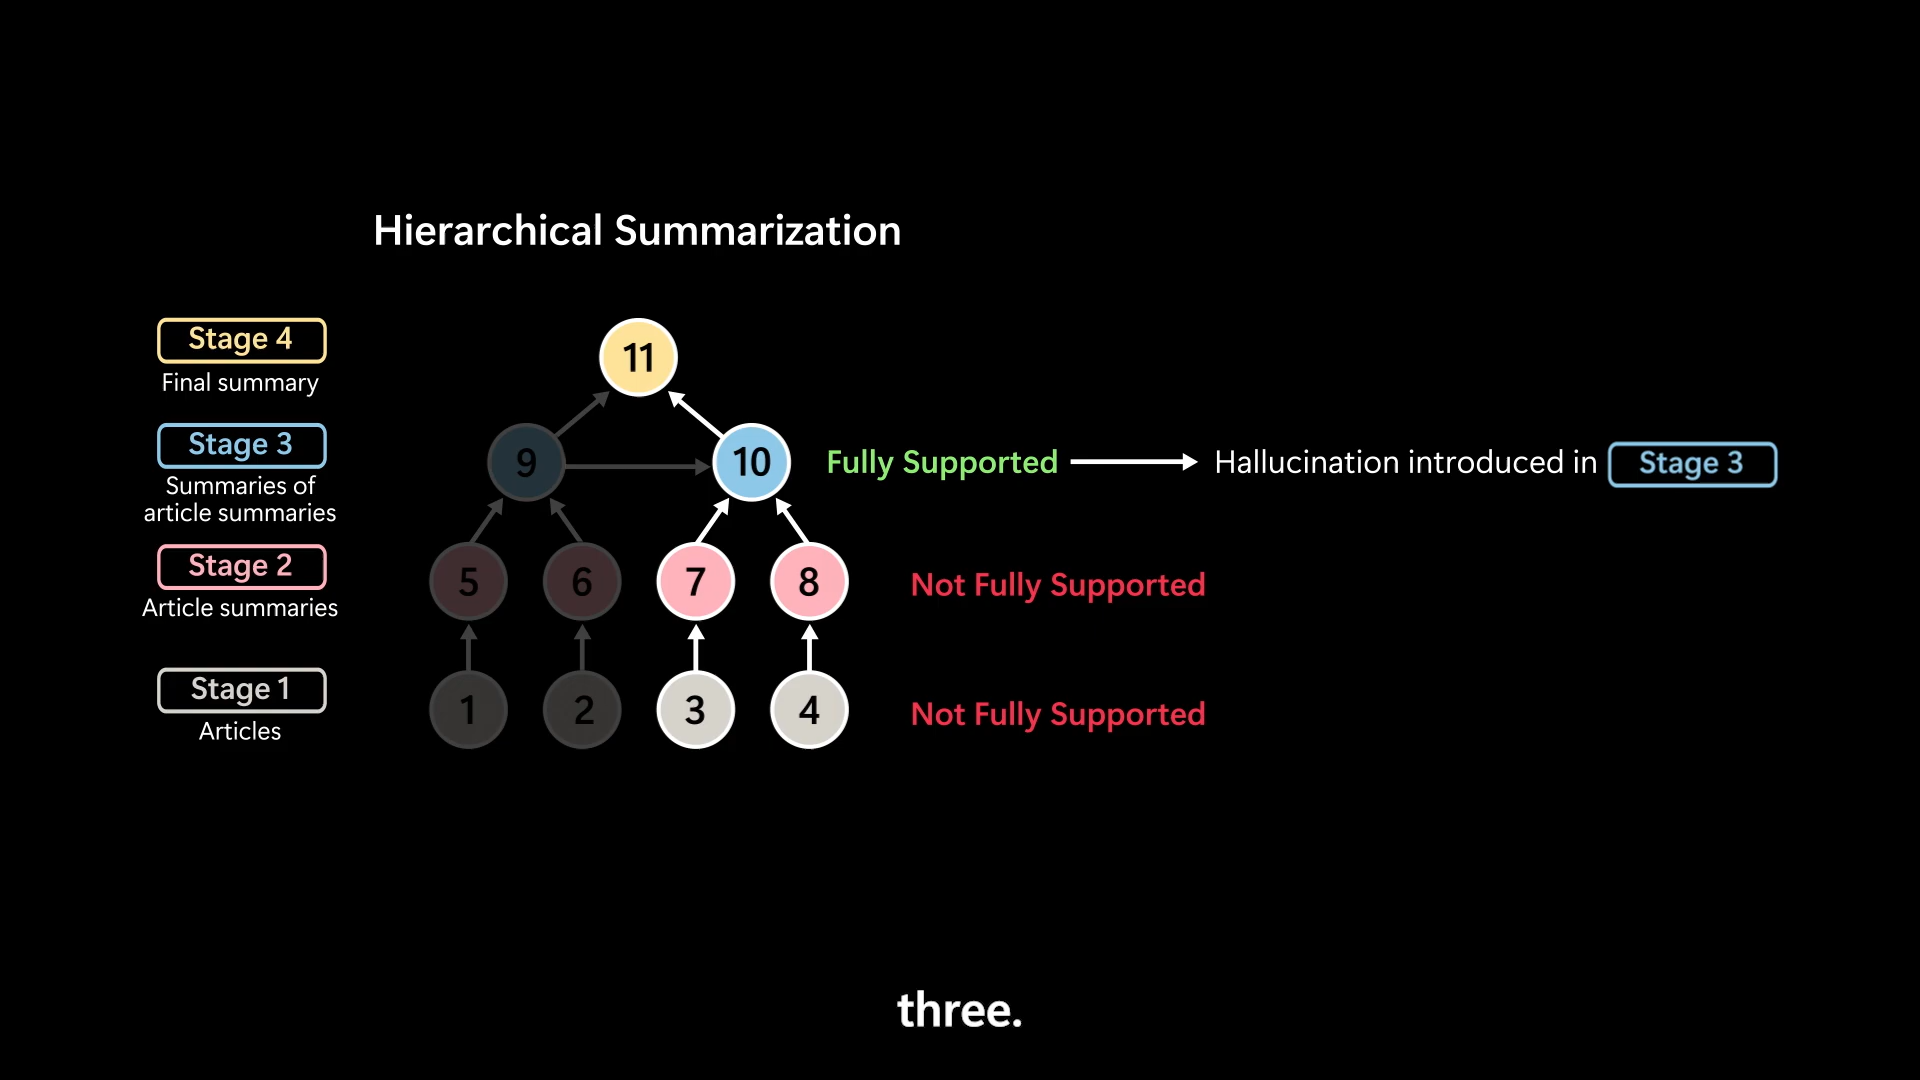 Hierarchical Summarization
Stage 4
Final summary
11
Stage 3
Summaries of
article summaries
9
10
Fully Supported
Hallucination introduced in
Stage 3
Stage 2
Article summaries
5
6
7
8
Not Fully Supported
Stage 1
Articles
1
2
3
4
Not Fully Supported
three.